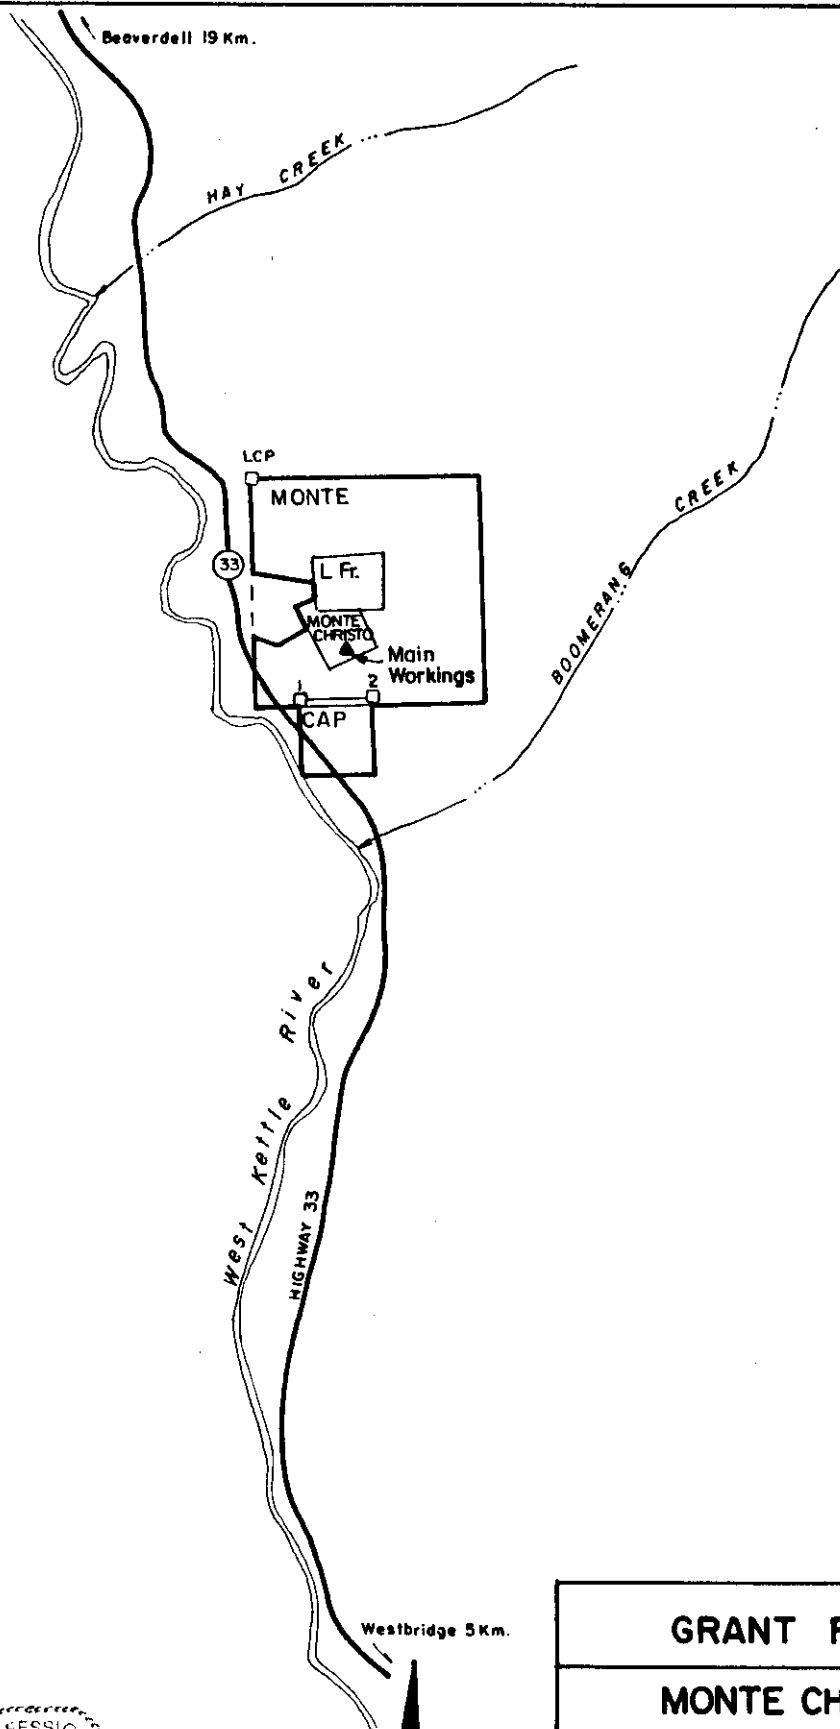 Beaverdell 19 Km.
HAY CREEK
LCP
MONTE
CREEK
33
L Fr.
BOOMERANG
MONTE
CHRISTO
Main
Workings
1
2
CAP
West Kettle River
HIGHWAY 33
Westbridge 5 Km.
GRANT
MONTE CH